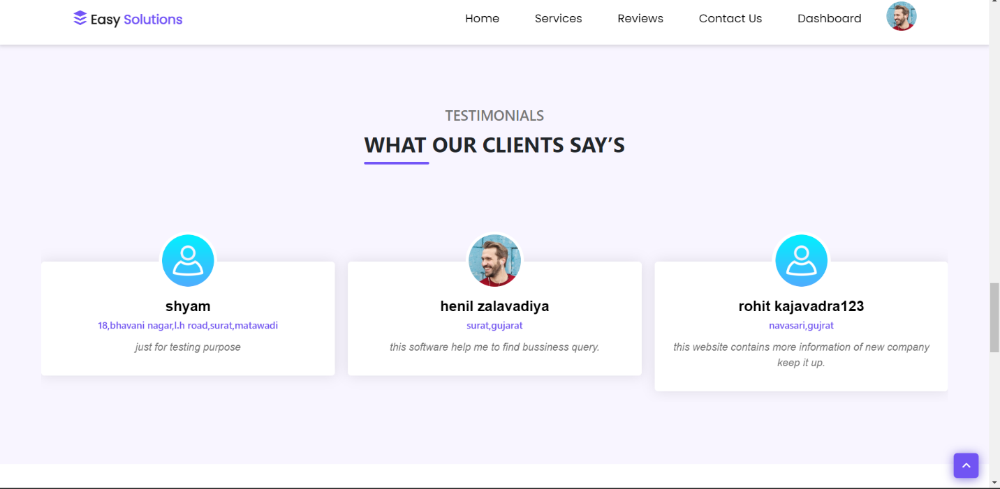 Easy Solutions
Home Services Reviews Contact Us Dashboard
TESTIMONIALS
WHAT OUR CLIENTS SAY’S
shyam
18,bhavani nagar,l.h road,surat,matawadi
just for testing purpose
henil zalavadiya
surat,gujarat
this software help me to find bussiness query.
rohit kajavadra123
navasari,gujrat
this website contains more information of new company
keep it up.